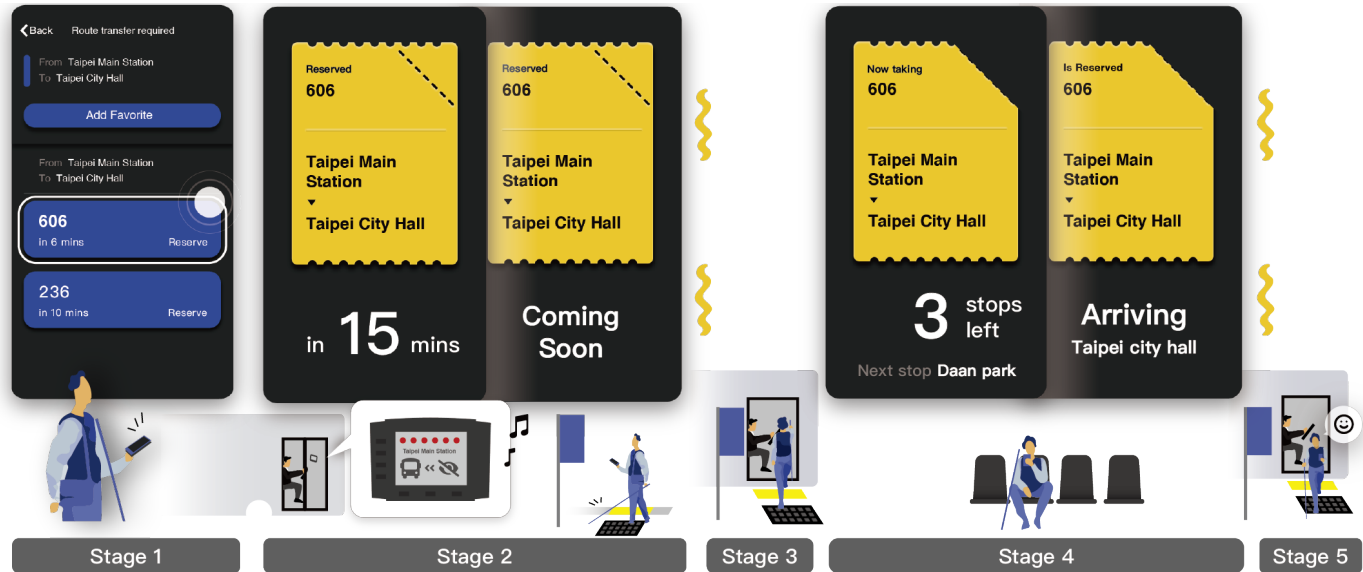 Back Route transfer required
From Taipei Main Station
To Taipei City Hall
Add Favorite
From Taipei Main Station
To Taipei City Hall
606
in 6 mins Reserve
236
in 10 mins Reserve
Reserved
606
Taipei Main
Station
Taipei City Hall
in 15 mins
Reserved
606
Taipei Main
Station
Taipei City Hall
Coming
Soon
Taipei Main Station
<<
Now taking
606
Taipei Main
Station
Taipei City Hall
3 stops
left
Next stop Daan park
Is Reserved
606
Taipei Main
Station
Taipei City Hall
Arriving
Taipei city hall
Stage 1
Stage 2
Stage 3
Stage 4
Stage 5